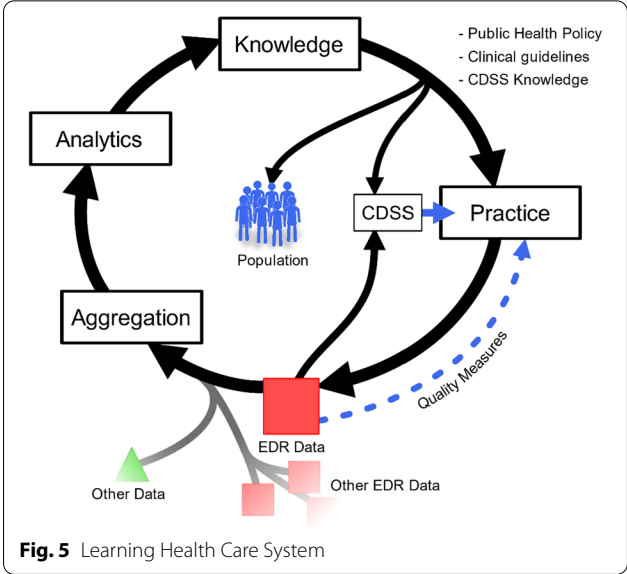 Knowledge
- Public Health Policy
- Clinical guidelines
- CDSS Knowledge
Analytics
CDSS
Practice
Population
Aggregation
Quality Measures
EDR Data
Other Data
Other EDR Data
Fig. 5 Learning Health Care System